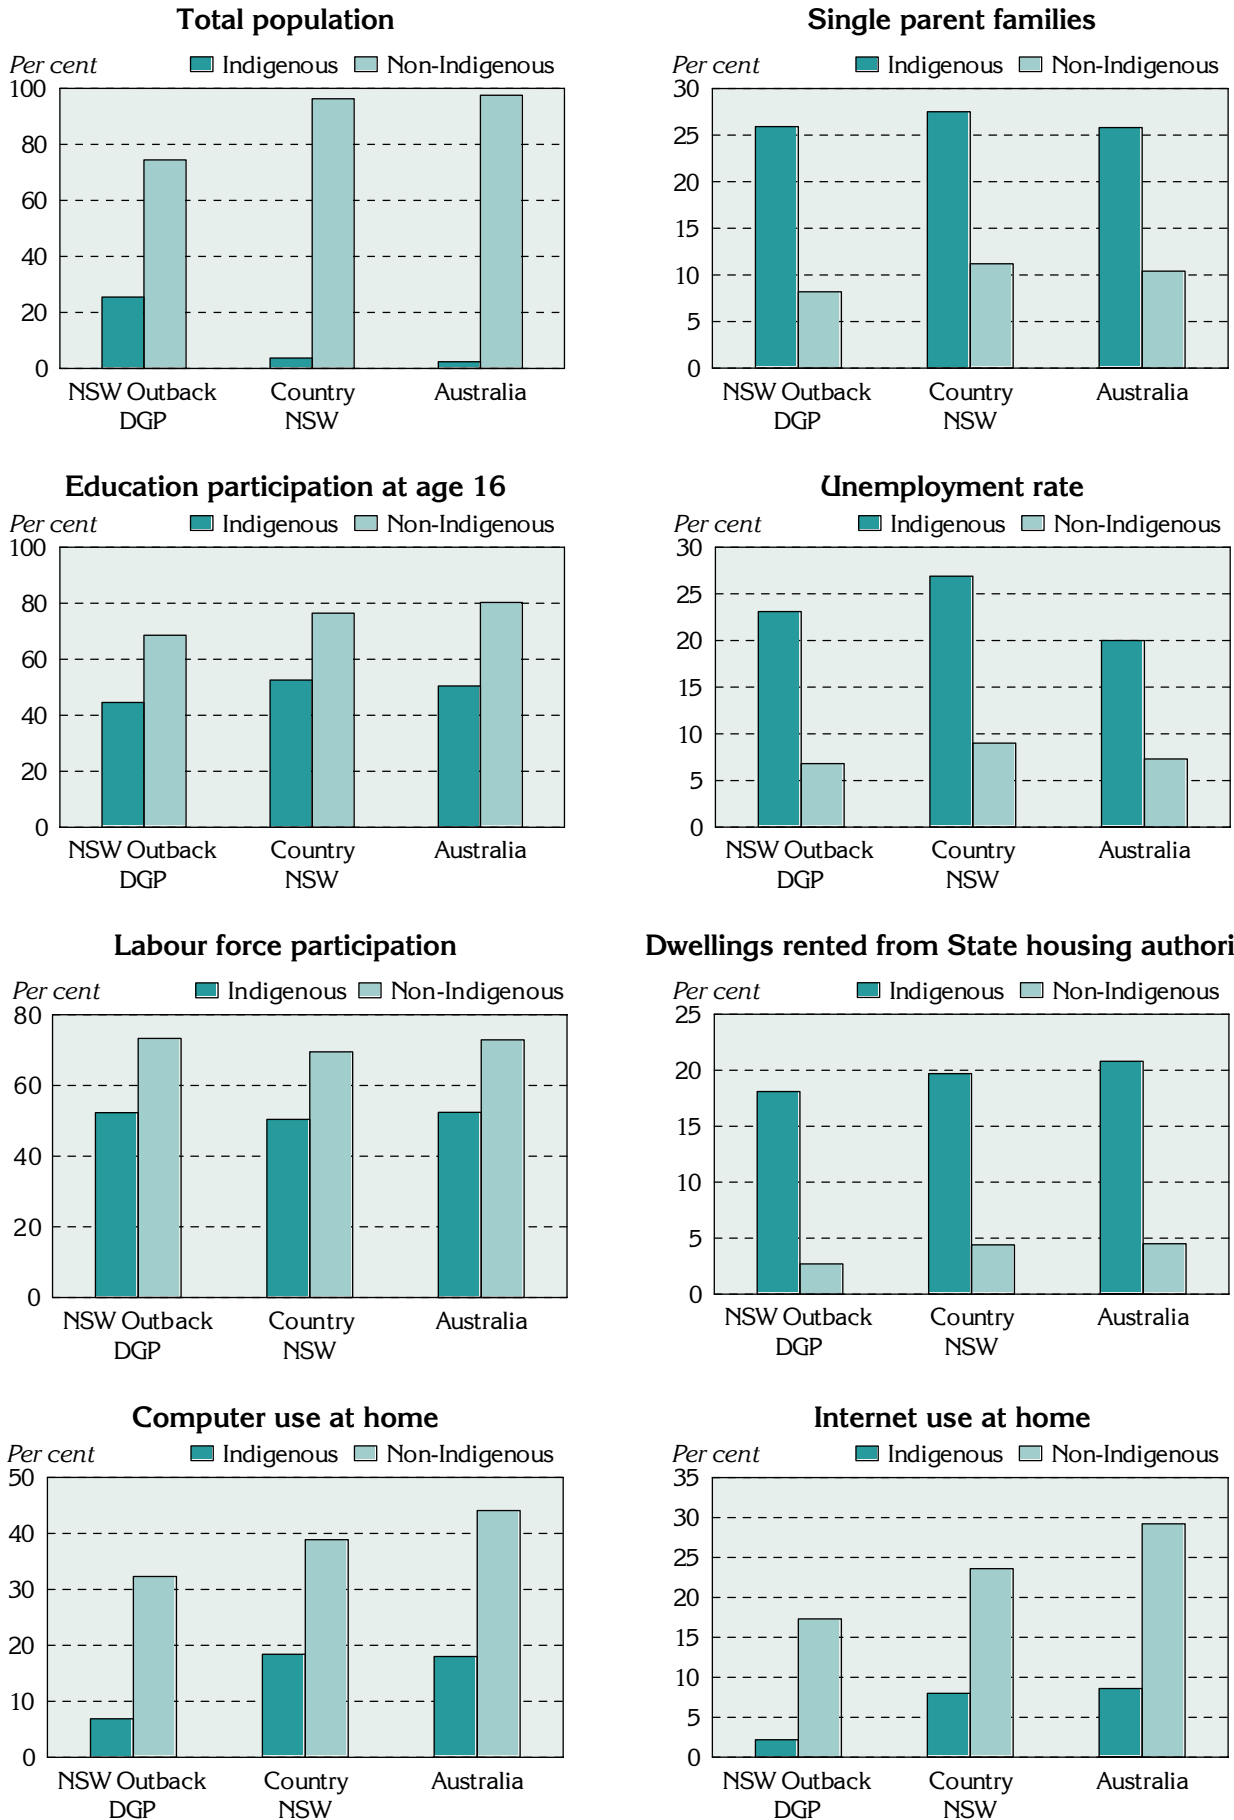 Total population
Per cent Indigenous Non-Indigenous
100
80
60
40
20
0
NSW Outback DGP
Country NSW
Australia
Single parent families
Per cent Indigenous Non-Indigenous
30
25
20
15
10
5
0
NSW Outback DGP
Country NSW
Australia
Education participation at age 16
Per cent Indigenous Non-Indigenous
100
80
60
40
20
0
NSW Outback DGP
Country NSW
Australia
Unemployment rate
Per cent Indigenous Non-Indigenous
30
25
20
15
10
5
0
NSW Outback DGP
Country NSW
Australia
Labour force participation
Per cent Indigenous Non-Indigenous
80
60
40
20
0
NSW Outback DGP
Country NSW
Australia
Dwellings rented from State housing authori
Per cent Indigenous Non-Indigenous
25
20
15
10
5
0
NSW Outback DGP
Country NSW
Australia
Computer use at home
Per cent Indigenous Non-Indigenous
50
40
30
20
10
0
NSW Outback DGP
Country NSW
Australia
Internet use at home
Per cent Indigenous Non-Indigenous
35
30
25
20
15
10
5
0
NSW Outback DGP
Country NSW
Australia